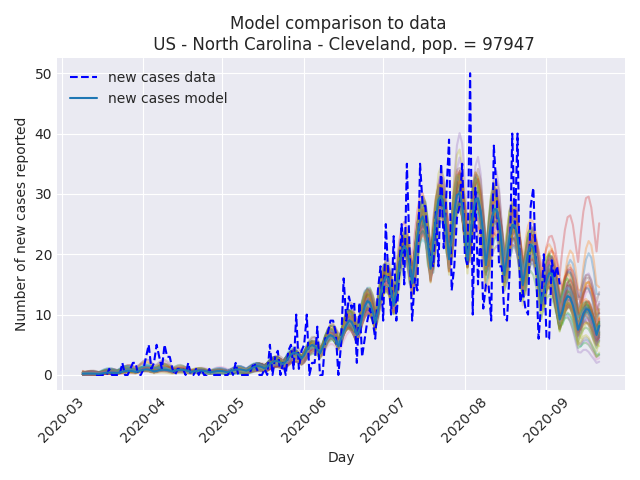 Model comparison to data
US - North Carolina - Cleveland, pop. = 97947
new cases data
new cases model
Number of new cases reported
50
40
30
20
10
0
2020-03
2020-04
2020-05
2020-06
2020-07
2020-08
2020-09
Day